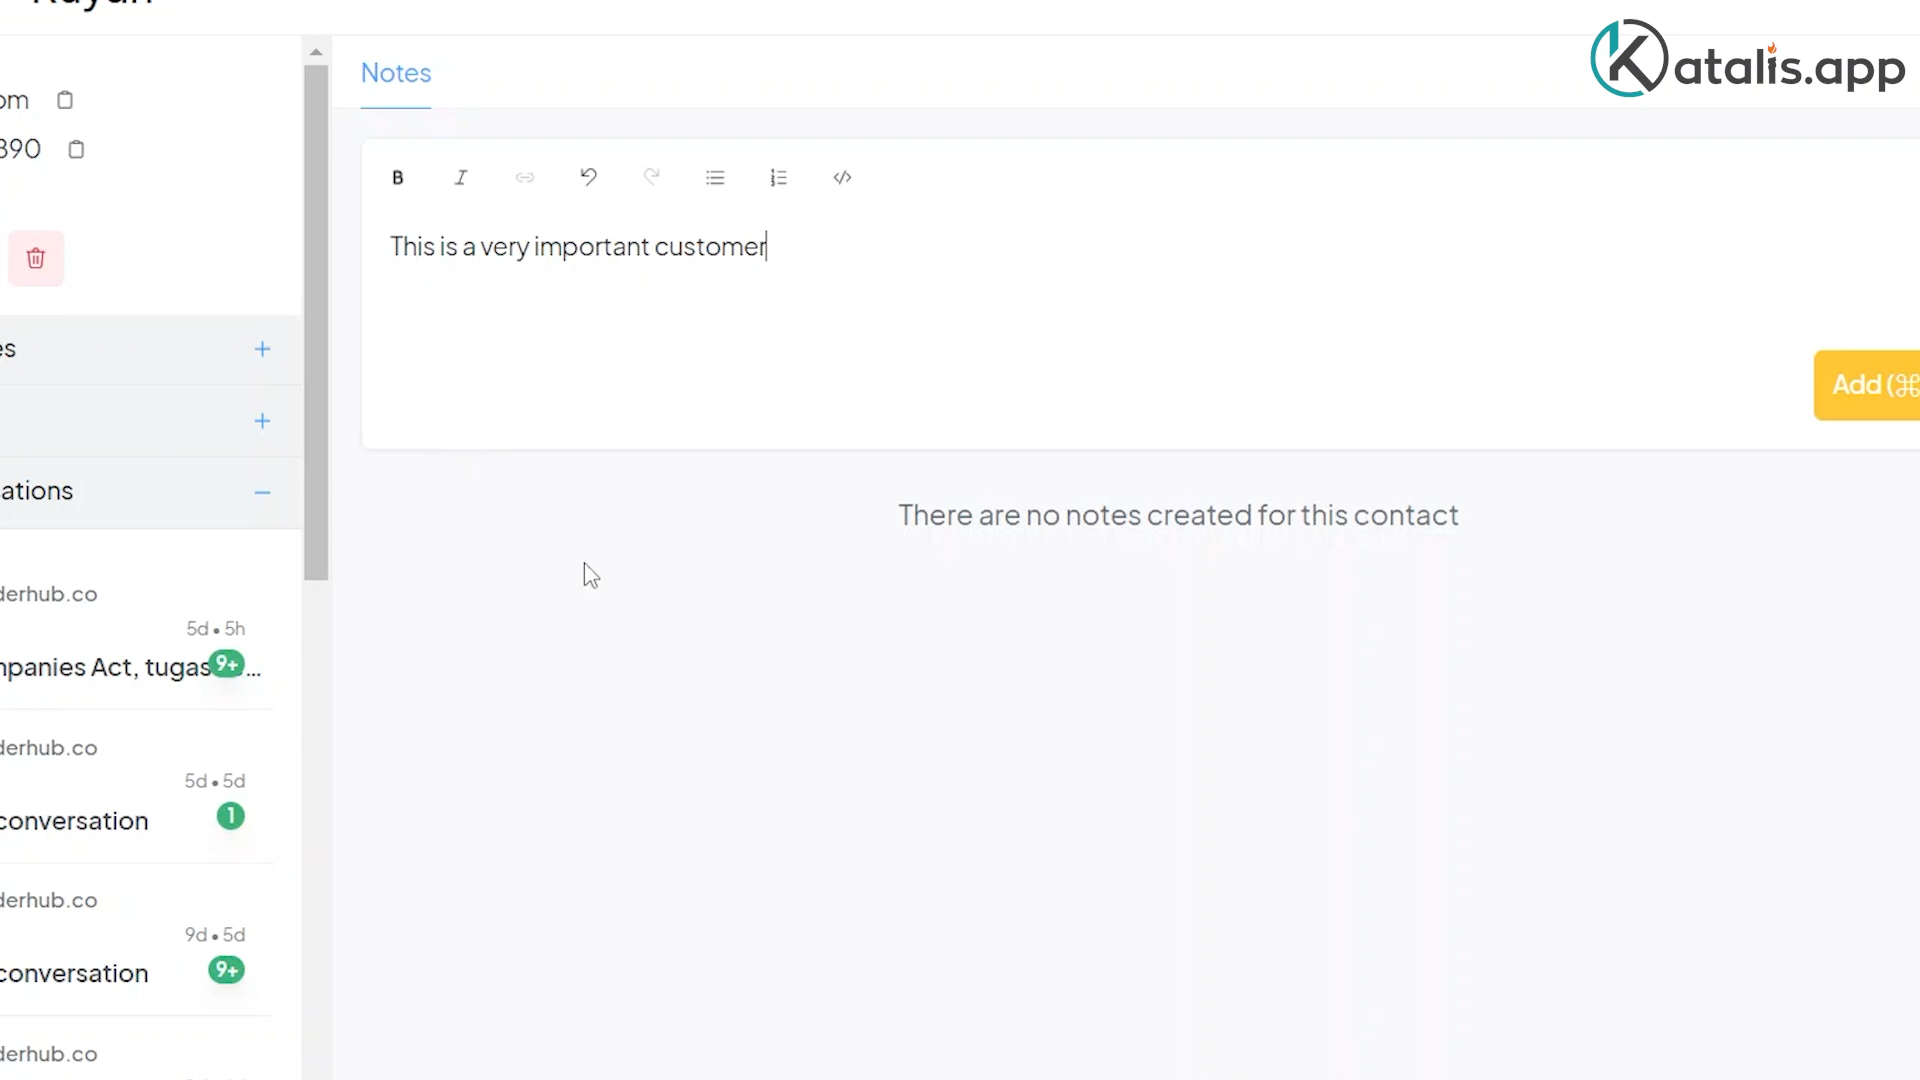 Katalis.app
Notes
om
890
B I
This is a very important customer
Add (⌘
es
ations
There are no notes created for this contact
derhub.co
5d • 5h
npanies Act, tugas ...
9+
derhub.co
5d • 5d
conversation
1
derhub.co
9d • 5d
conversation
9+
derhub.co